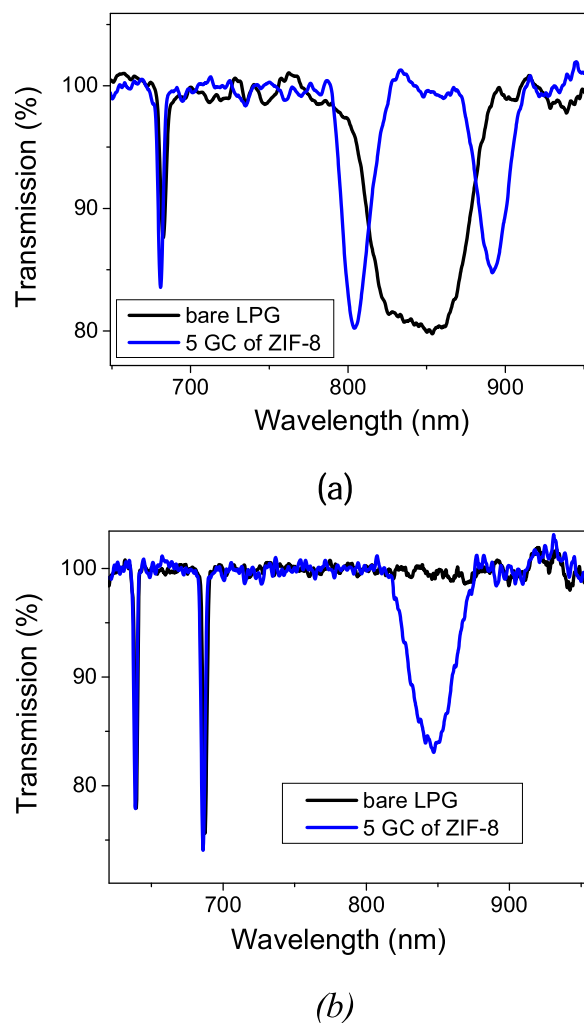 100
90
80
Transmission (%)
bare LPG
5 GC of ZIF-8
700
800
900
Wavelength (nm)
(a)
100
90
80
Transmission (%)
bare LPG
5 GC of ZIF-8
700
800
900
Wavelength (nm)
(b)